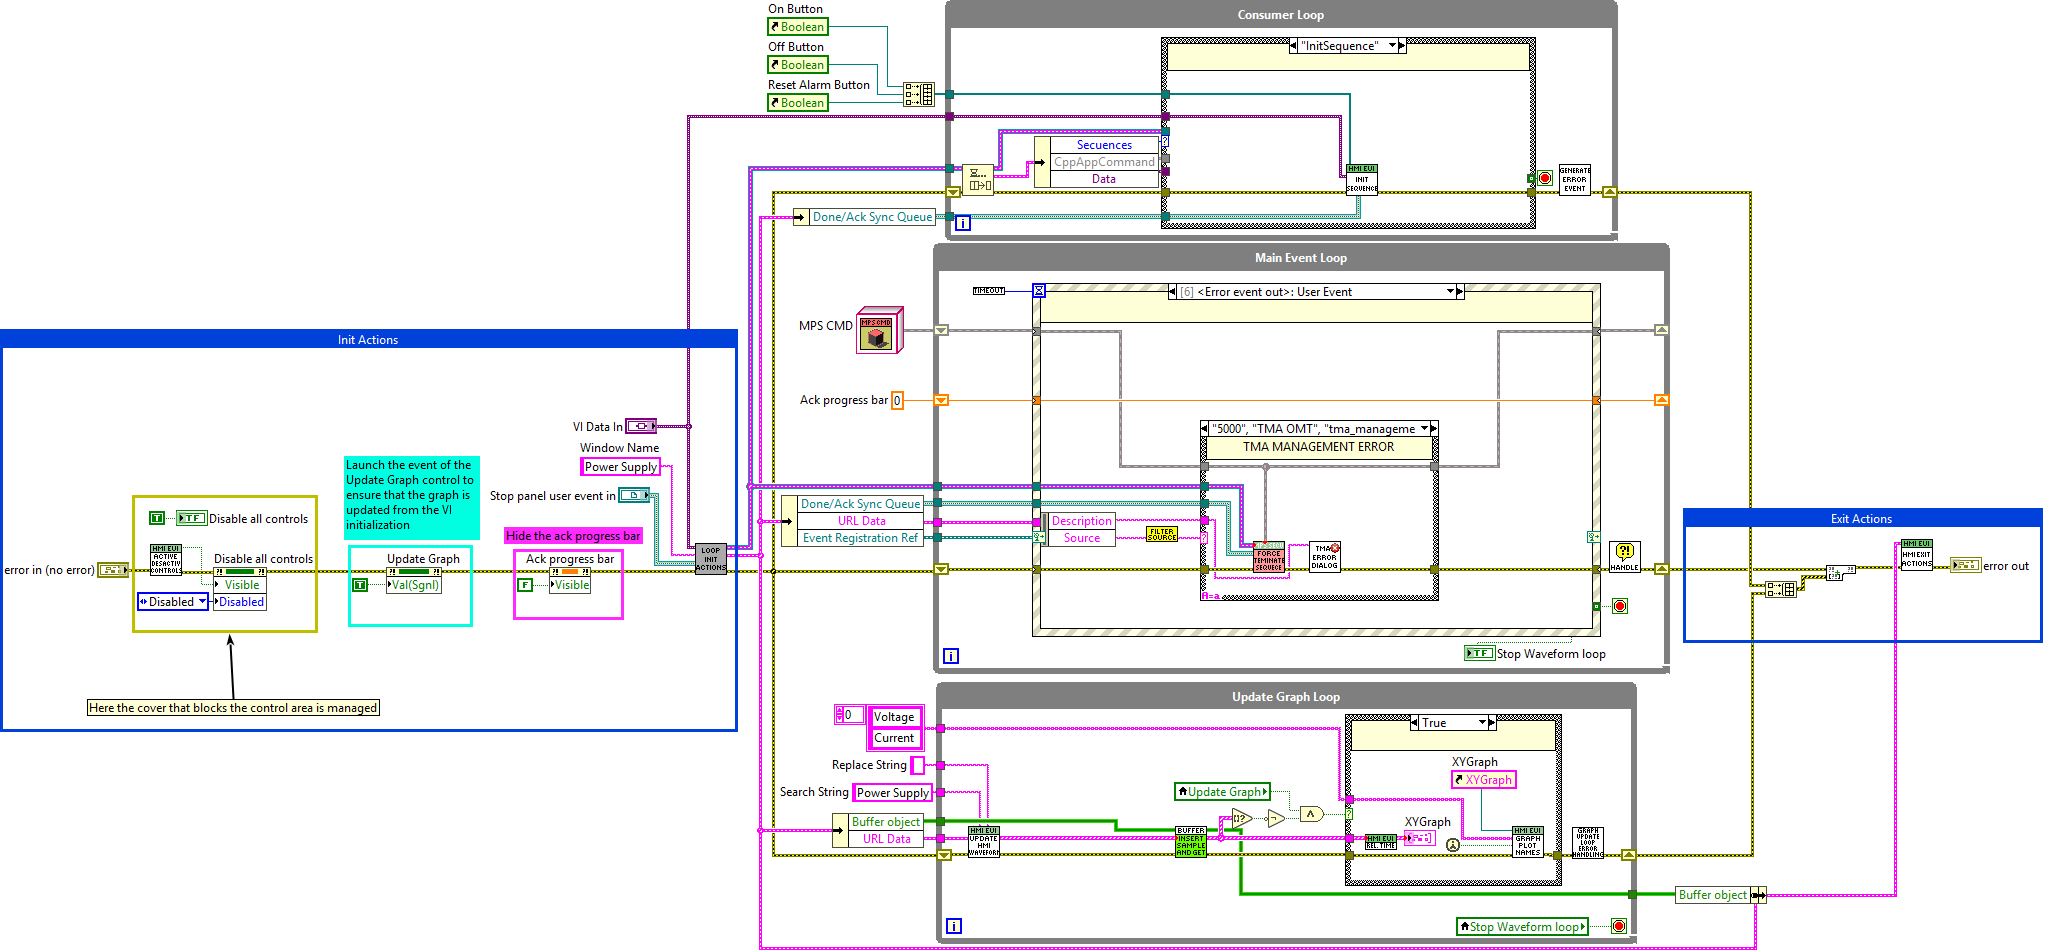 On Button
Boolean
Off Button
Boolean
Reset Alarm Button
Boolean
Consumer Loop
"InitSequence"
Secuences
CppAppCommand
Data
HMI EUI
INIT
SEQUENCE
GENERATE
ERROR
EVENT
Done/Ack Sync Queue
i
Main Event Loop
TIMEOUT
[6] <Error event out>: User Event
MPS CMD
MPS CMD
Ack progress bar 0
"5000", "TMA OMT", "tma_manageme
TMA MANAGEMENT ERROR
Done/Ack Sync Queue
URL Data
Event Registration Ref
Description
Source
FILTER
SOURCE
FORCE
TEMINATE
SEQUECE
TMA
ERROR
DIALOG
A=a
?!
HANDLE
TF Stop Waveform loop
i
Init Actions
VI Data In
Window Name
Power Supply
Stop panel user event in
Launch the event of the
Update Graph control to
ensure that the graph is
updated from the VI
initialization
Hide the ack progress bar
T TF Disable all controls
HMI EUI
ACTIVE
DESACTIV
CONTROLS
Disable all controls
Visible
Disabled
Disabled
Update Graph
T Val(Sgnl)
Ack progress bar
F Visible
LOOP
INIT
ACTIONS
error in (no error)
Here the cover that blocks the control area is managed
Exit Actions
HMI EUI
HMI EXIT
ACTIONS
error out
Update Graph Loop
0
Voltage
Current
Replace String
Search String Power Supply
Buffer object
URL Data
HMI EUI
UPDATE
HMI
WAVEFORM
Update Graph
BUFFER
INSERT
SAMPLE
AND GET
True
XYGraph
XYGraph
XYGraph
HMI EUI
REL.TIME
HMI EUI
GRAPH
PLOT
NAMES
GRAPH
UPDATE
LOOP
ERROR
HANDLING
Buffer object
i
Stop Waveform loop